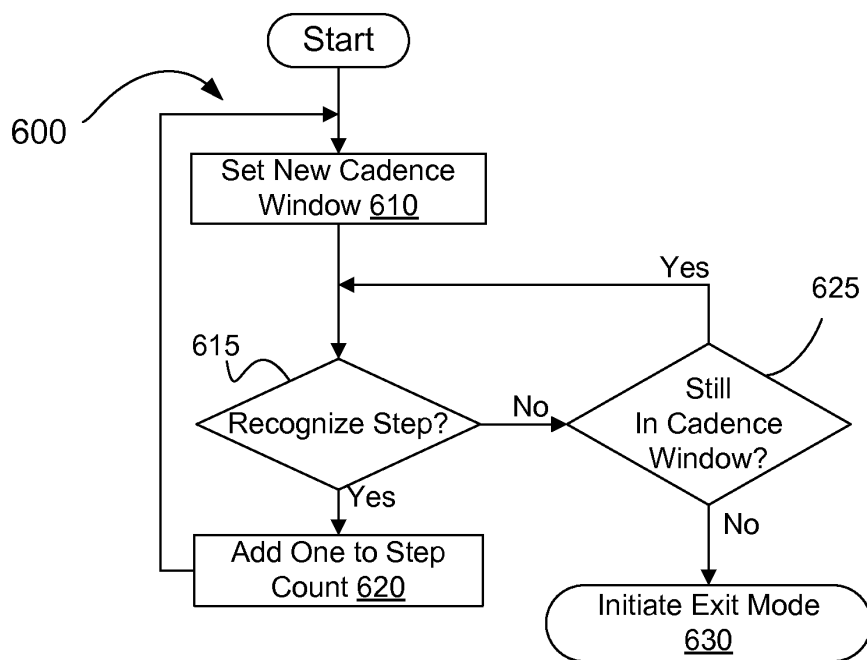 Start
600
Set New Cadence
Window 610
Yes
625
615
Recognize Step?
No
Still
In Cadence
Window?
Yes
No
Add One to Step
Count 620
Initiate Exit Mode
630